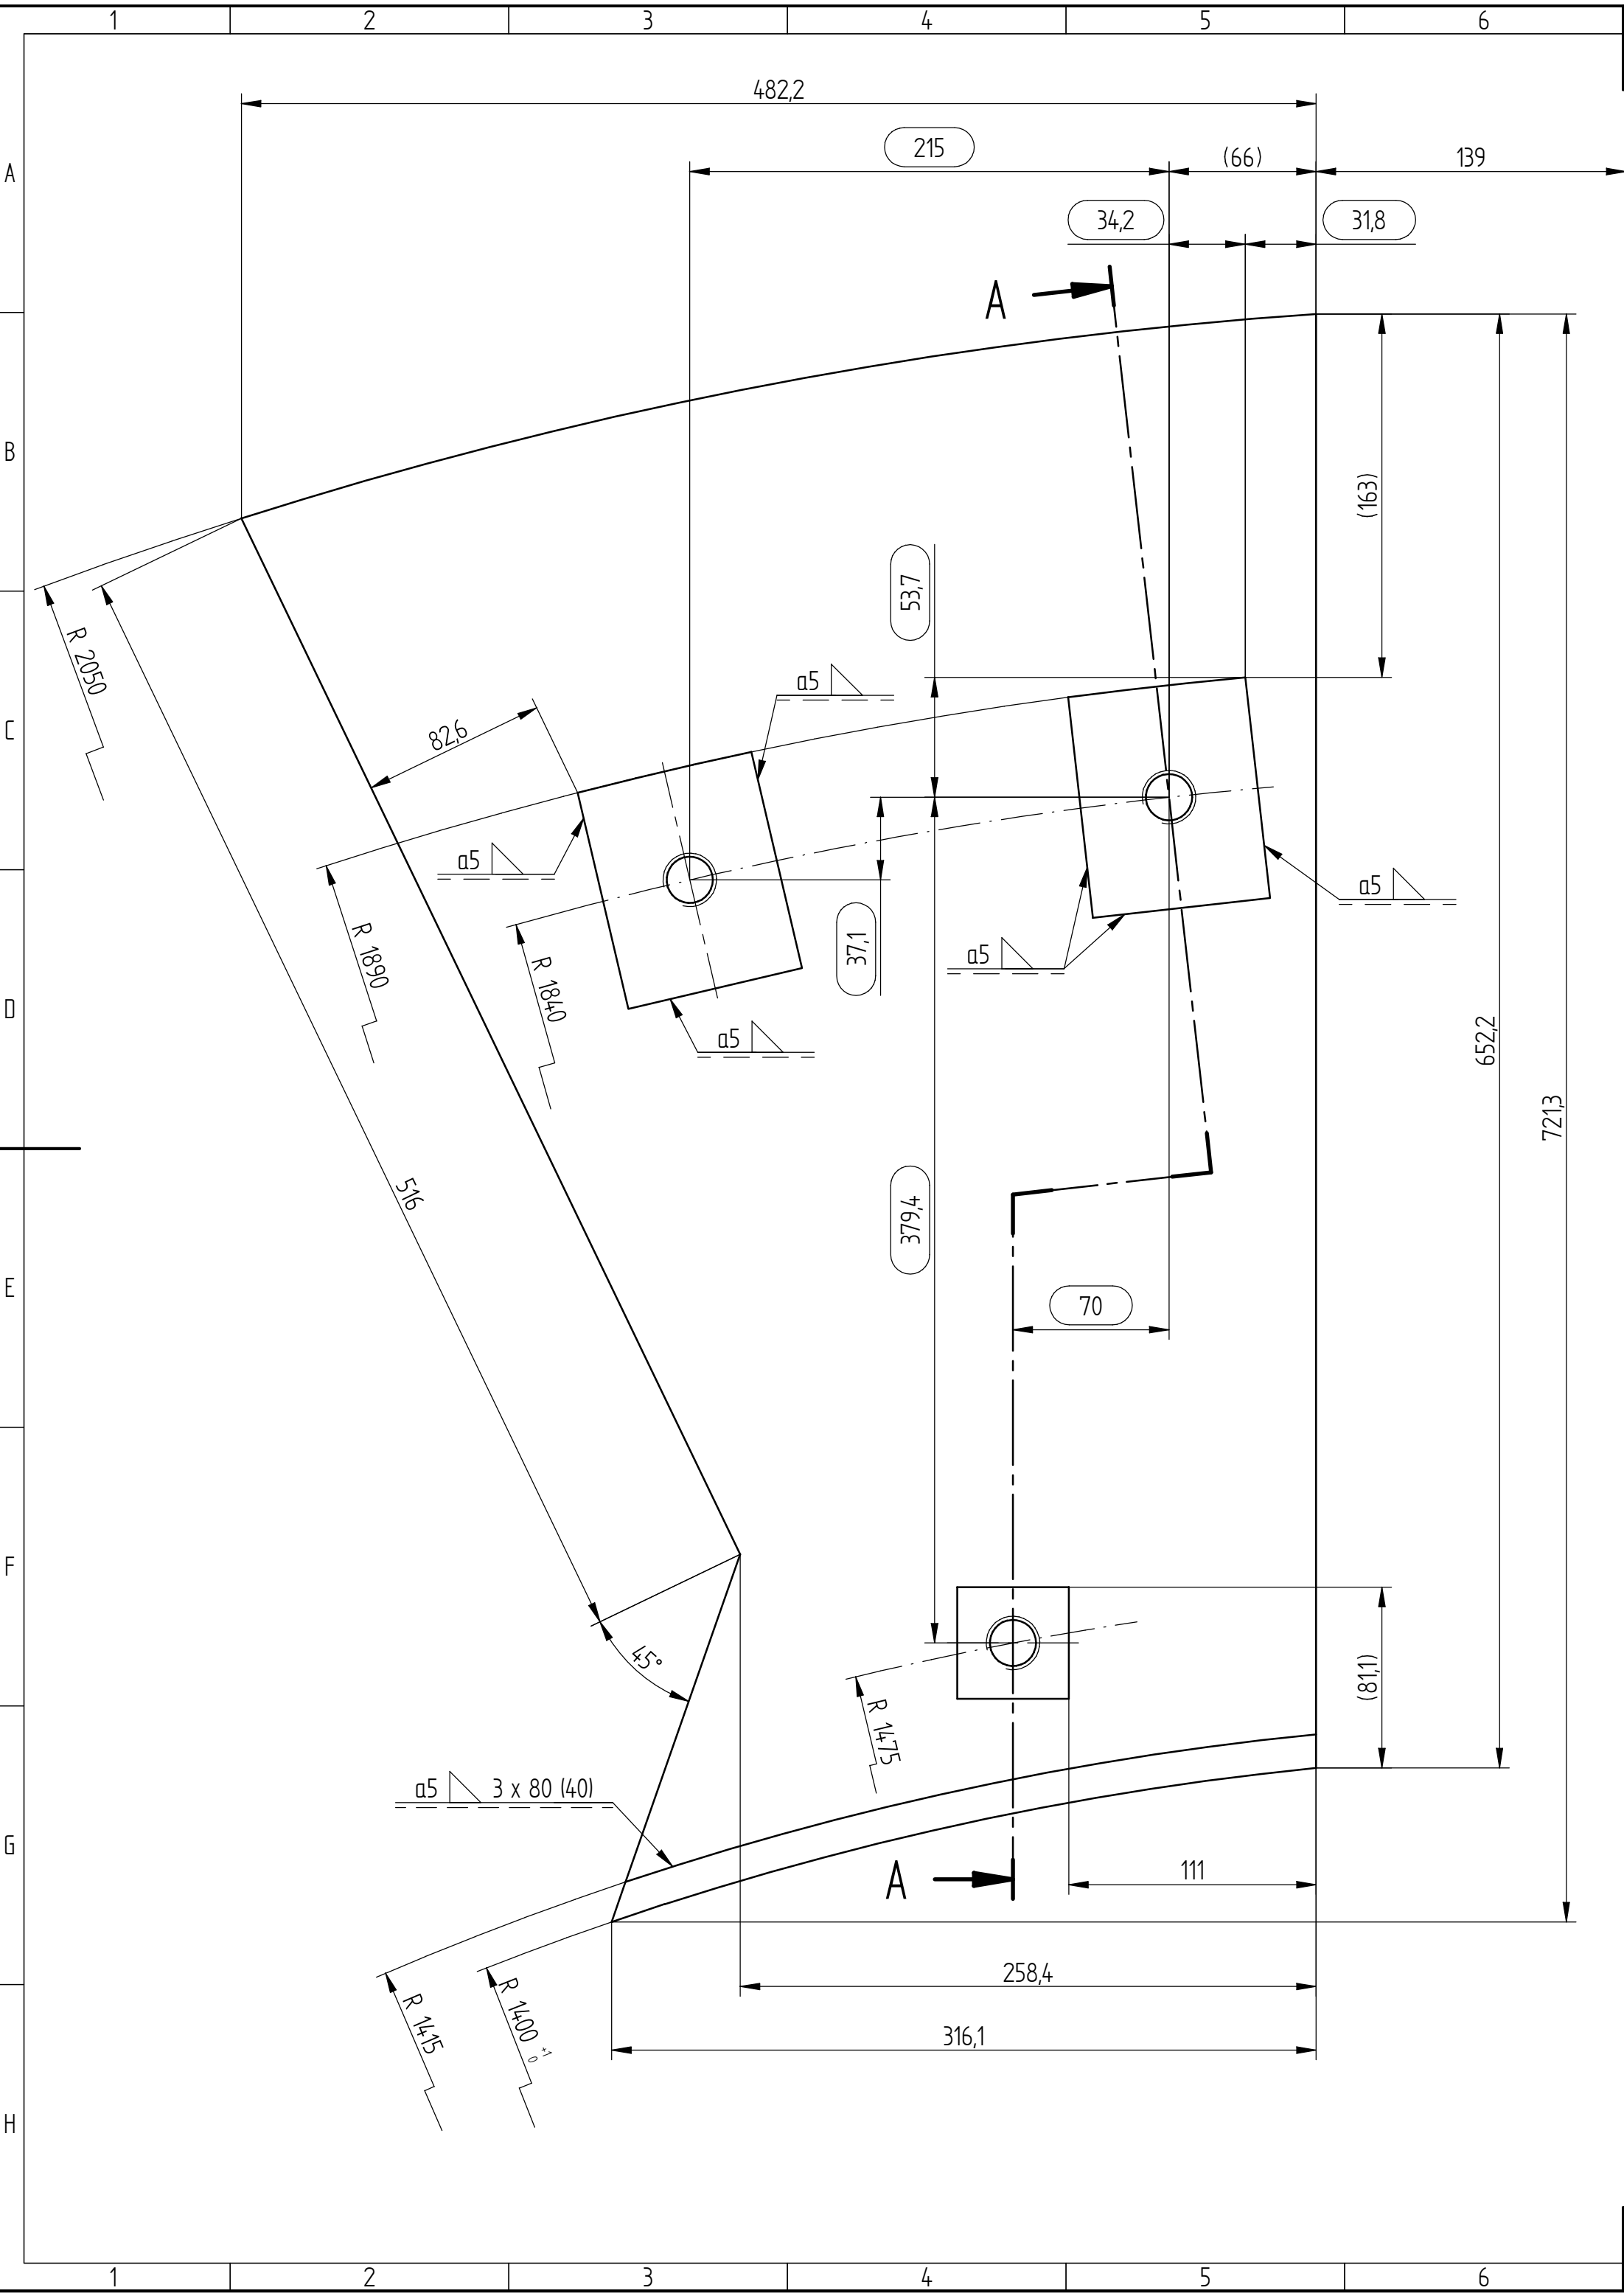 1 2 3 4 5 6
482,2
A
215 (66) 139
34,2 31,8
A
B
(163)
53,7
R 2050
a5
C
82,6
a5
a5
R 1890
37,1
a5
R 1840
D
a5
652,2
721,3
516
379,4
E
70
F
45°
(81,1)
R 1475
a5 3 x 80 (40)
G
A
111
258,4
R 1415
R 1400 +1 0
316,1
H
1 2 3 4 5 6